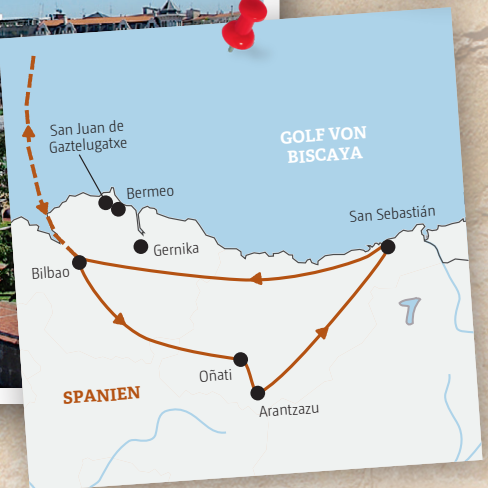 San Juan de
Gaztelugatxe
GOLF VON
BISCAYA
Bermeo
San Sebastián
Gernika
Bilbao
Oñati
SPANIEN
Arantzazu